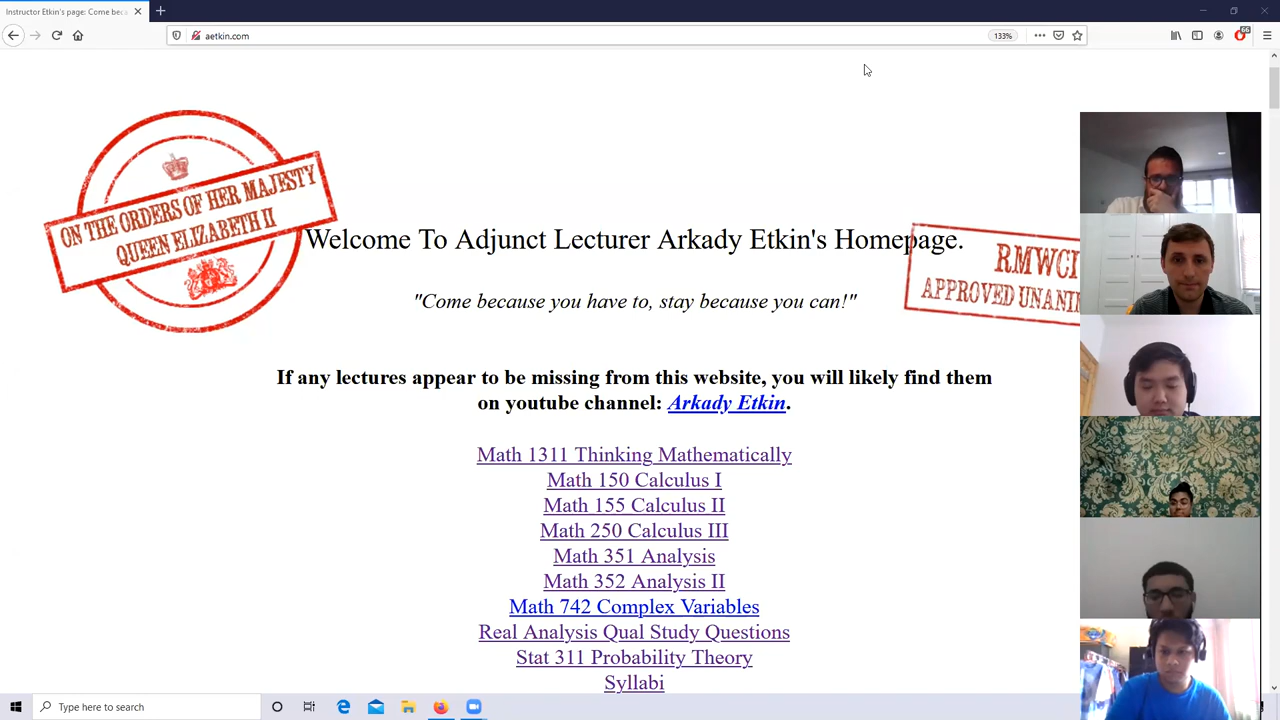 Instructor Etkin's page: Come beca
aetkin.com
133%
ON THE ORDERS OF HER MAJESTY
QUEEN ELIZABETH II
Welcome To Adjunct Lecturer Arkady Etkin's Homepage.
RMWCI
APPROVED UNANI
"Come because you have to, stay because you can!"
If any lectures appear to be missing from this website, you will likely find them
on youtube channel: Arkady Etkin.
Math 1311 Thinking Mathematically
Math 150 Calculus I
Math 155 Calculus II
Math 250 Calculus III
Math 351 Analysis
Math 352 Analysis II
Math 742 Complex Variables
Real Analysis Qual Study Questions
Stat 311 Probability Theory
Syllabi
Type here to search